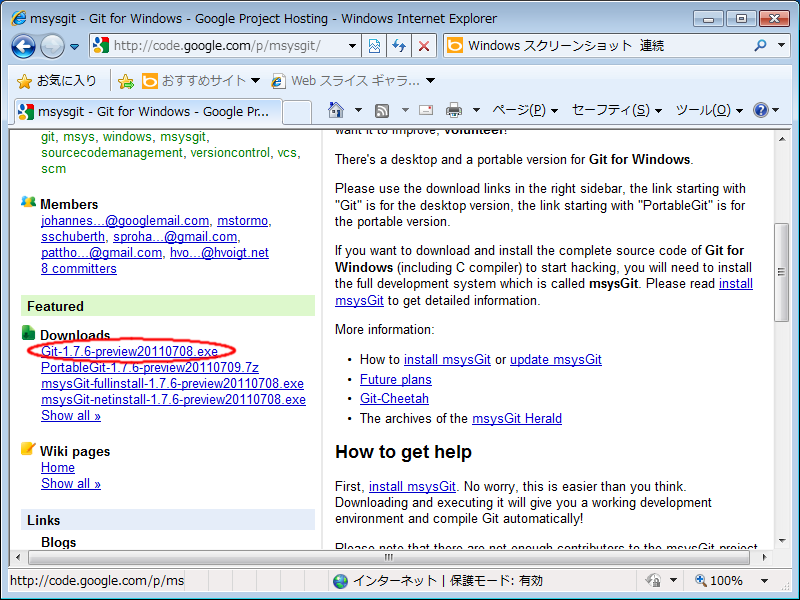 msysgit - Git for Windows - Google Project Hosting - Windows Internet Explorer
http://code.google.com/p/msysgit/
Windows スクリーンショット 連続
お気に入り
おすすめサイト
Web スライス ギャラ...
msysgit - Git for Windows - Google Pr...
ページ(P)
セーフティ(S)
ツール(O)
git, msys, windows, msysgit,
sourcecodemanagement, versioncontrol, vcs,
scm
Members
johannes...@googlemail.com, mstormo,
sschuberth, sproha...@gmail.com,
pattho...@gmail.com, hvo...@hvoigt.net
8 committers
Featured
Downloads
Git-1.7.6-preview20110708.exe
PortableGit-1.7.6-preview20110709.7z
msysGit-fullinstall-1.7.6-preview20110708.exe
msysGit-netinstall-1.7.6-preview20110708.exe
Show all »
Wiki pages
Home
Show all »
Links
Blogs
want it to improve, volunteer!
There's a desktop and a portable version for Git for Windows.
Please use the download links in the right sidebar, the link starting with
"Git" is for the desktop version, the link starting with "PortableGit" is for
the portable version.
If you want to download and install the complete source code of Git for
Windows (including C compiler) to start hacking, you will need to install
the full development system which is called msysGit. Please read install
msysGit to get detailed information.
More information:
• How to install msysGit or update msysGit
• Future plans
• Git-Cheetah
• The archives of the msysGit Herald
How to get help
First, install msysGit. No worry, this is easier than you think.
Downloading and executing it will give you a working development
environment and compile Git automatically!
Please note that there are not enough contributors to the msysGit project
http://code.google.com/p/ms
インターネット | 保護モード: 有効
100%